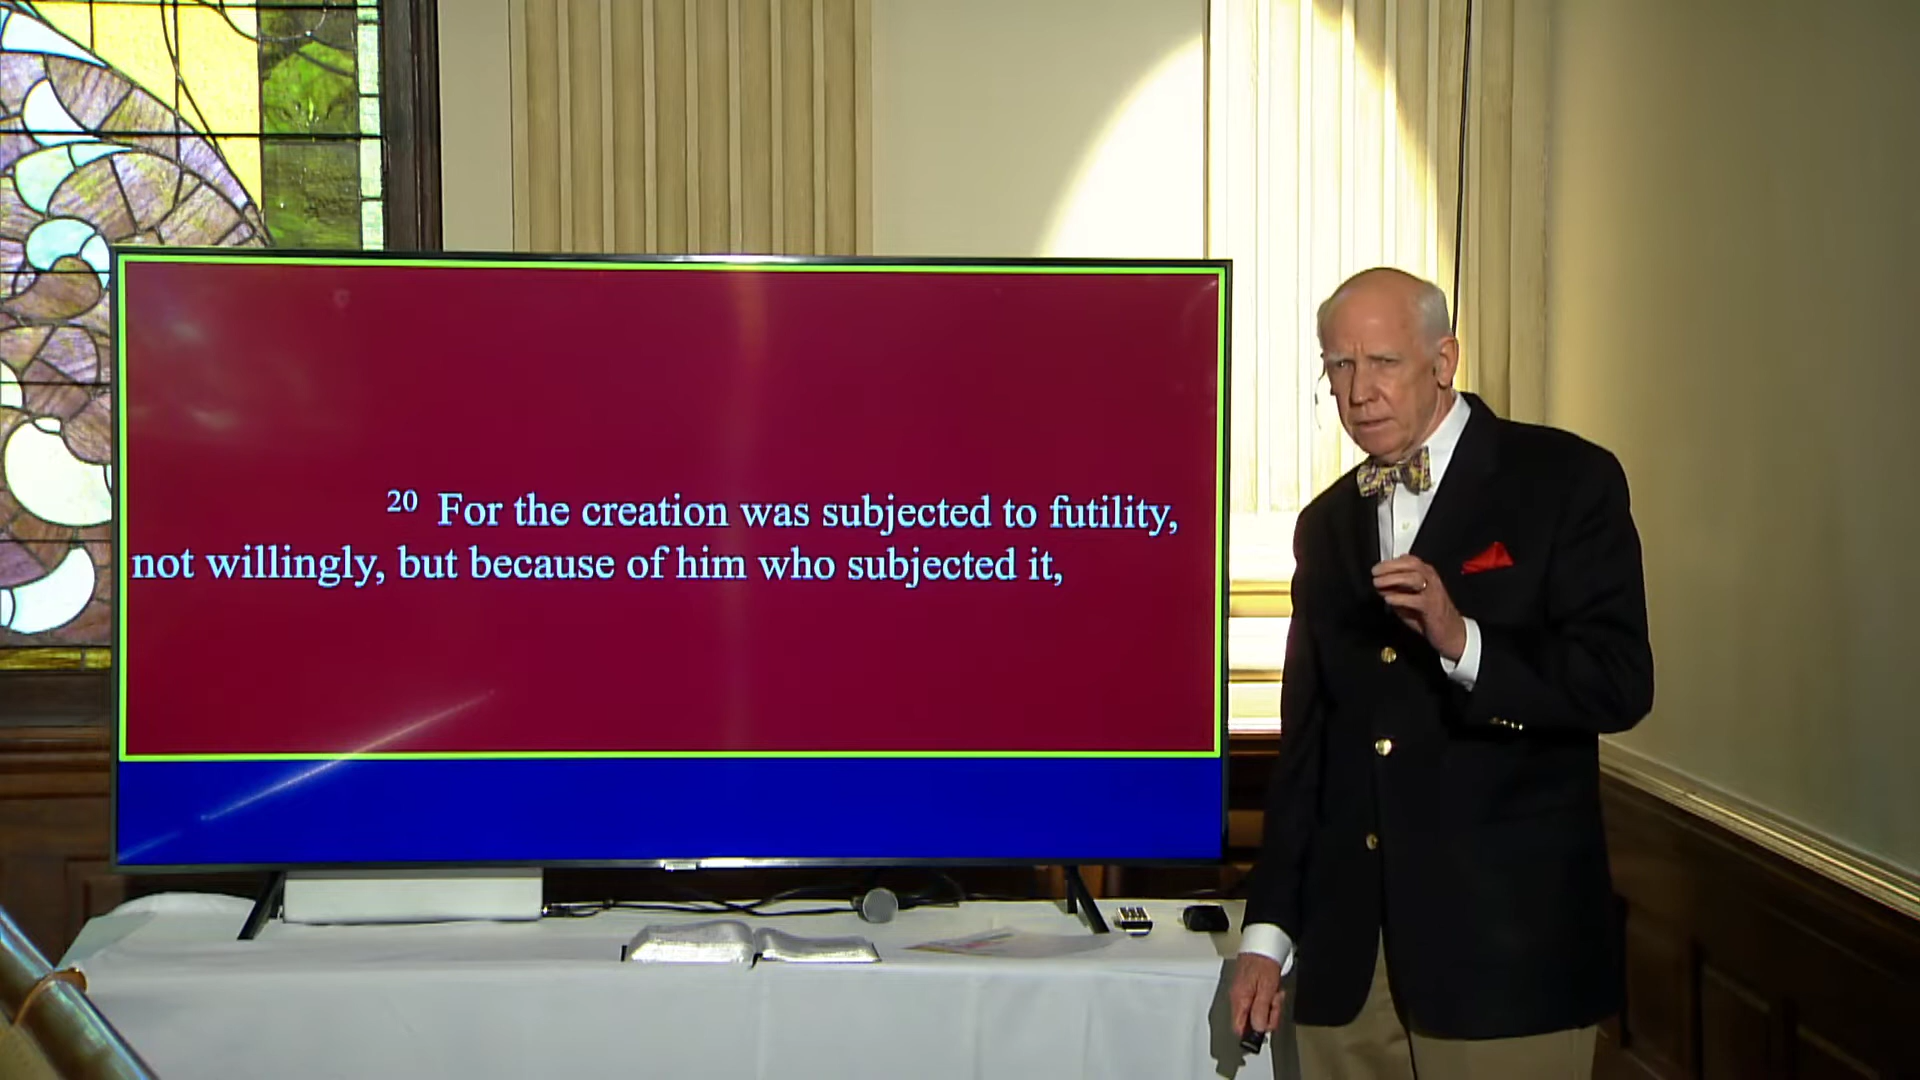 20 For the creation was subjected to futility,
not willingly, but because of him who subjected it,